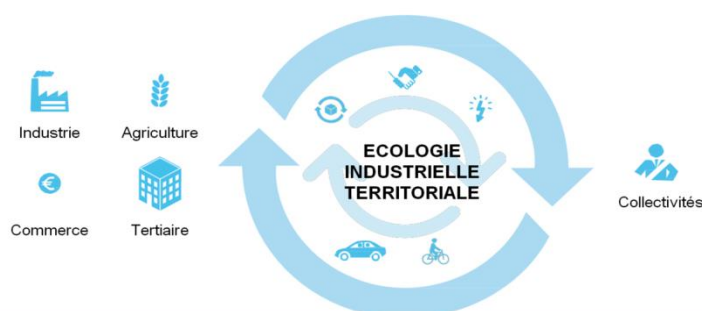 Industrie
Agriculture
Commerce
Tertiaire
ECOLOGIE
INDUSTRIELLE
TERRITORIALE
Collectivités